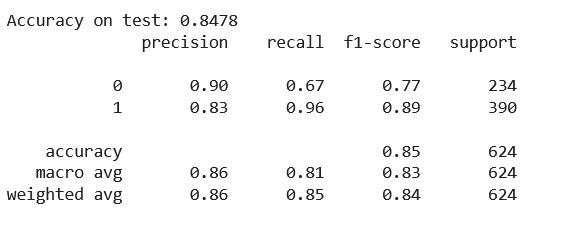 Accuracy on test: 0.8478
precision recall f1-score support
0 0.90 0.67 0.77 234
1 0.83 0.96 0.89 390
accuracy 0.85 624
macro avg 0.86 0.81 0.83 624
weighted avg 0.86 0.85 0.84 624